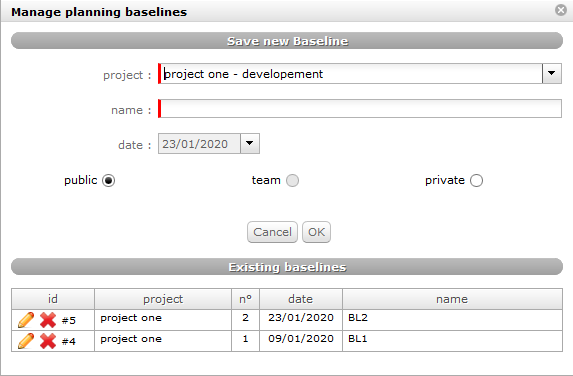 Manage planning baselines
Save new Baseline
project : project one - developement
name :
date : 23/01/2020
public team private
Cancel OK
Existing baselines
id project n° date name
#5 project one 2 23/01/2020 BL2
#4 project one 1 09/01/2020 BL1